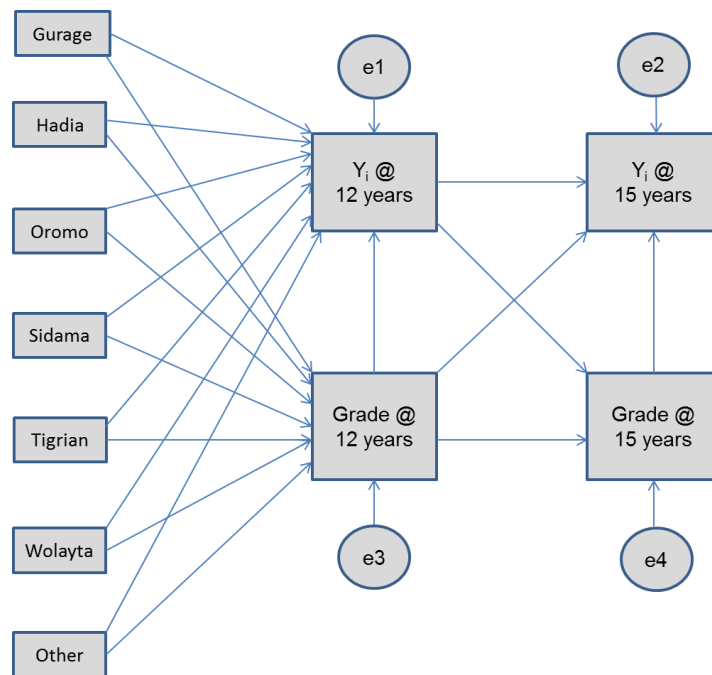 Gurage
Hadia
Oromo
Sidama
Tigrian
Wolayta
Other
e1
e2
Yi @
12 years
Yi @
15 years
Grade @
12 years
Grade @
15 years
e3
e4